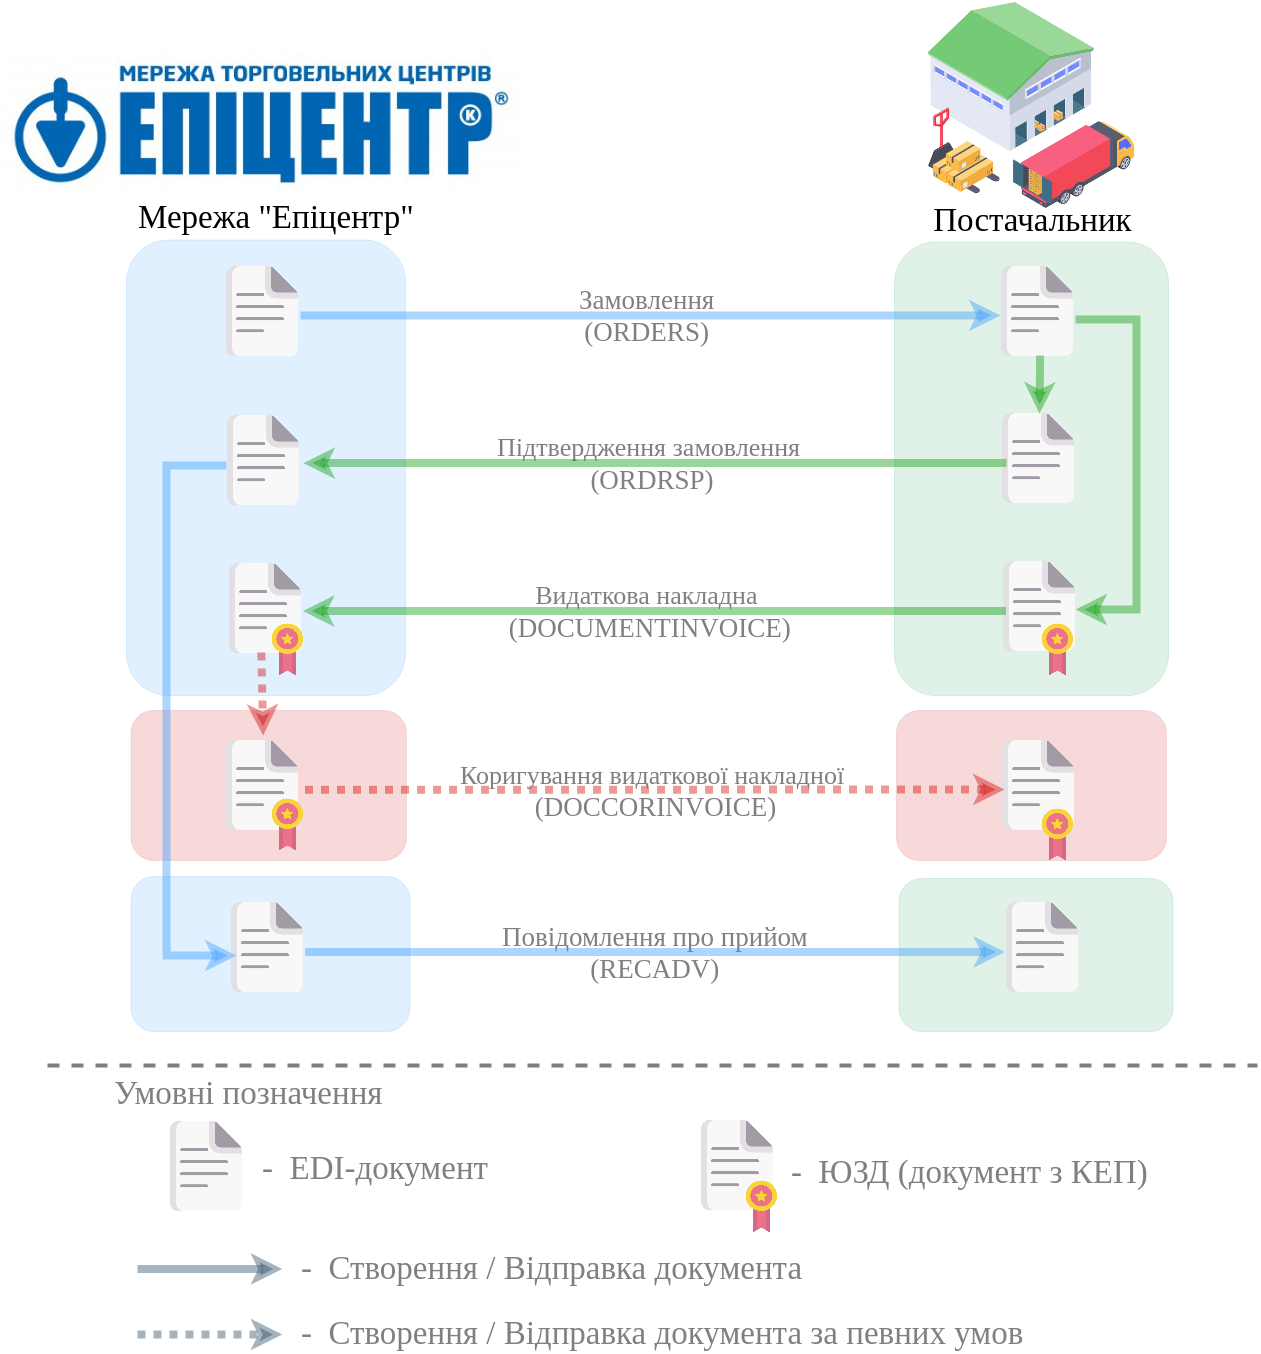 МЕРЕЖА ТОРГОВЕЛЬНИХ ЦЕНТРІВ
ЕПІЦЕНТР К ®
Мережа "Епіцентр"
Постачальник
Замовлення
(ORDERS)
Підтвердження замовлення
(ORDRSP)
Видаткова накладна
(DOCUMENTINVOICE)
Коригування видаткової накладної
(DOCCORINVOICE)
Повідомлення про прийом
(RECADV)
Умовні позначення
- EDI-документ
- ЮЗД (документ з КЕП)
- Створення / Відправка документа
- Створення / Відправка документа за певних умов